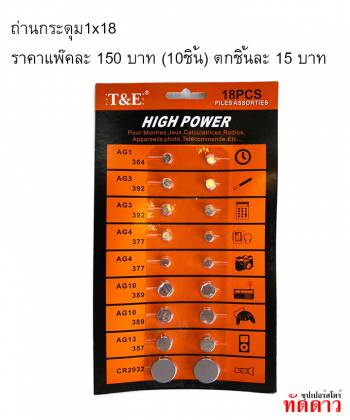 ถ่านกระดุม1x18
ราคาแพ๊คละ 150 บาท (10ชิ้น) ตกชิ้นละ 15 บาท
T&E
18PCS
PILES ASSORTIES
HIGH POWER
Pour Montres,Jeux,Calculatrices,Radios,
Appareils photo,Télécommande.Etc...
AG1
364
AG3
392
AG3
392
AG4
377
AG4
377
AG10
389
AG10
389
AG13
357
CR2032
ซุปเปอร์สโตร์
ทัดดาว